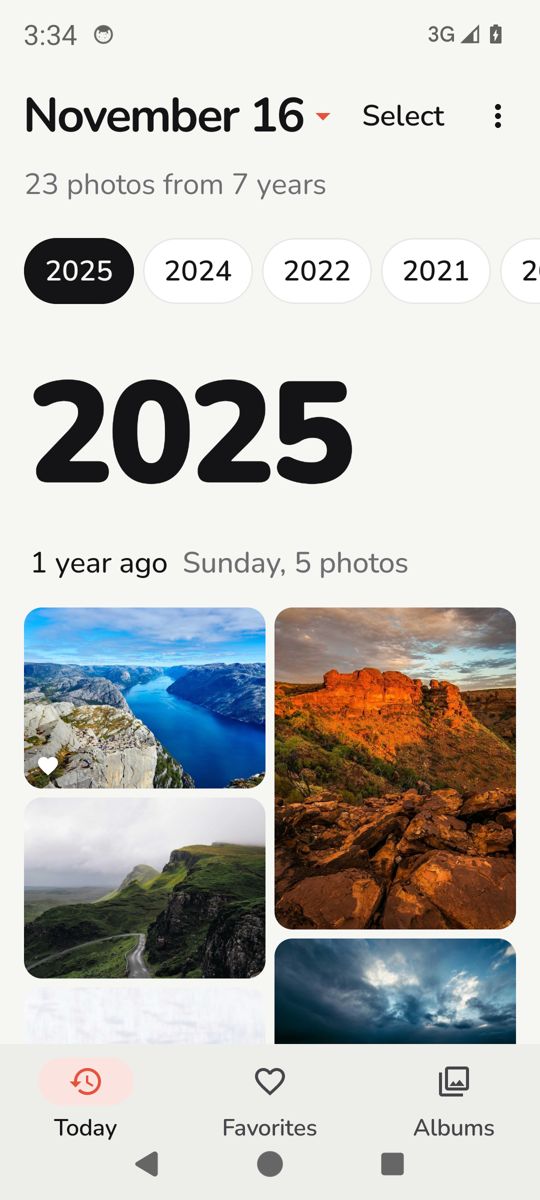 3:34 3G
November 16 Select
23 photos from 7 years
2025 2024 2022 2021
2025
1 year ago Sunday, 5 photos
Today Favorites Albums